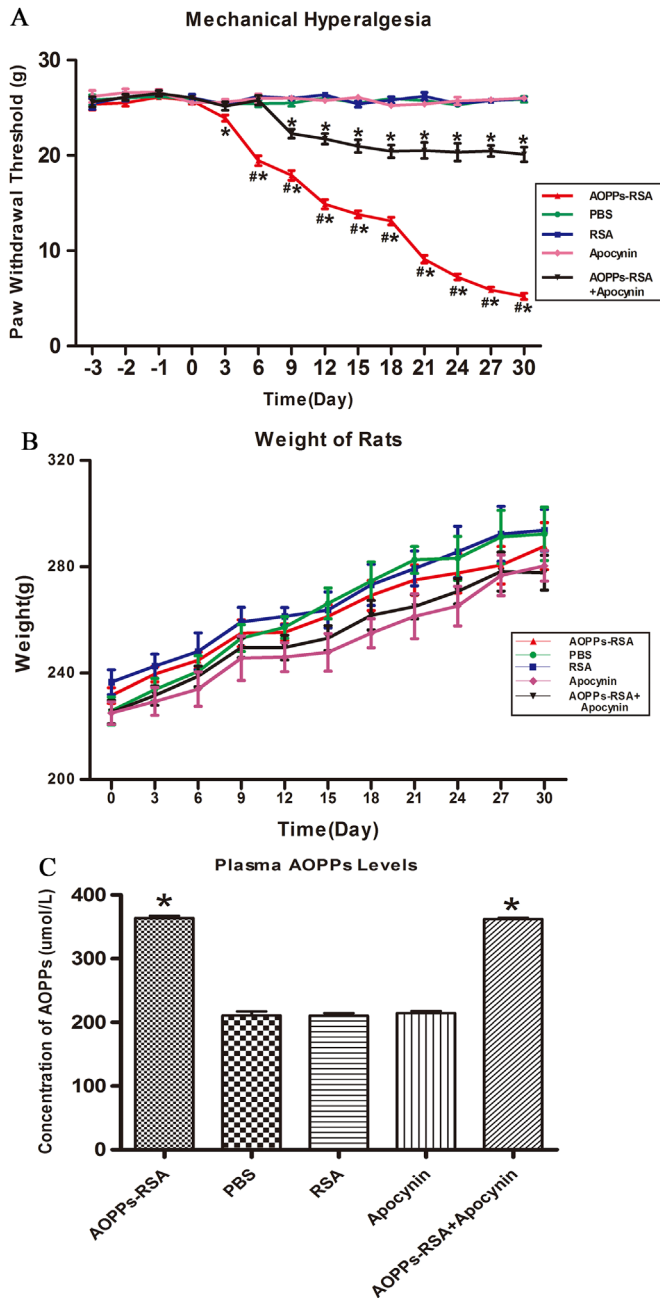 A
Mechanical Hyperalgesia
Paw Withdrawal Threshold (g)
30
20
10
0
* * * * * * * *
*
#* #* #* #* #* #* #* #* #*
-3 -2 -1 0 3 6 9 12 15 18 21 24 27 30
Time(Day)
AOPPs-RSA
PBS
RSA
Apocynin
AOPPs-RSA
+Apocynin
B
Weight of Rats
Weight(g)
320
280
240
200
0 3 6 9 12 15 18 21 24 27 30
Time(Day)
AOPPs-RSA
PBS
RSA
Apocynin
AOPPs-RSA+
Apocynin
C
Plasma AOPPs Levels
Concentration of AOPPs (umol/L)
400
300
200
100
0
* *
AOPPs-RSA
PBS
RSA
Apocynin
AOPPs-RSA+Apocynin